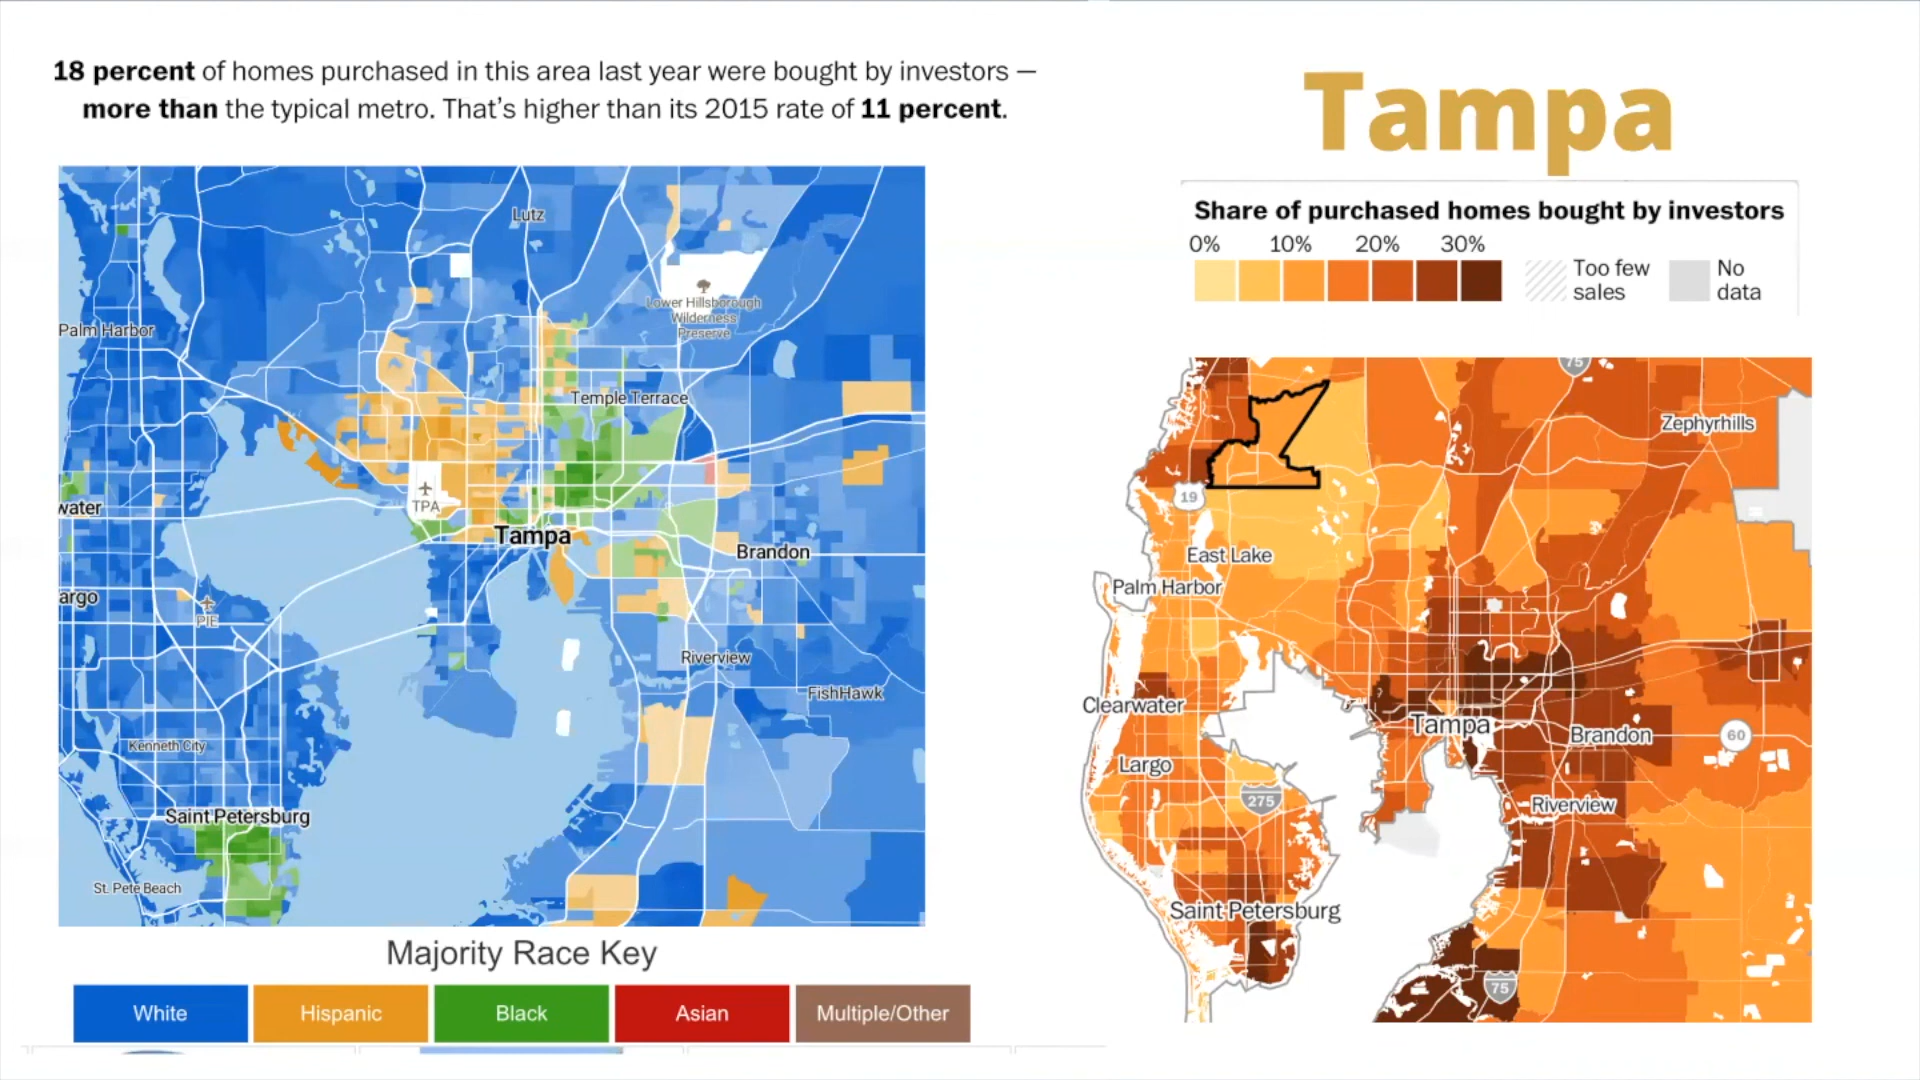 18 percent of homes purchased in this area last year were bought by investors —
more than the typical metro. That's higher than its 2015 rate of 11 percent.
Tampa
Share of purchased homes bought by investors
0% 10% 20% 30%
Too few
sales
No
data
Lutz
Lower Hillsborough
Wilderness
Preserve
Palm Harbor
Temple Terrace
TPA
water
Tampa
Brandon
argo
PIE
Riverview
FishHawk
Kenneth City
Saint Petersburg
St. Pete Beach
Majority Race Key
White
Hispanic
Black
Asian
Multiple/Other
75
Zephyrhills
19
East Lake
Palm Harbor
Clearwater
Tampa
Brandon
60
Largo
275
Riverview
Saint Petersburg
75